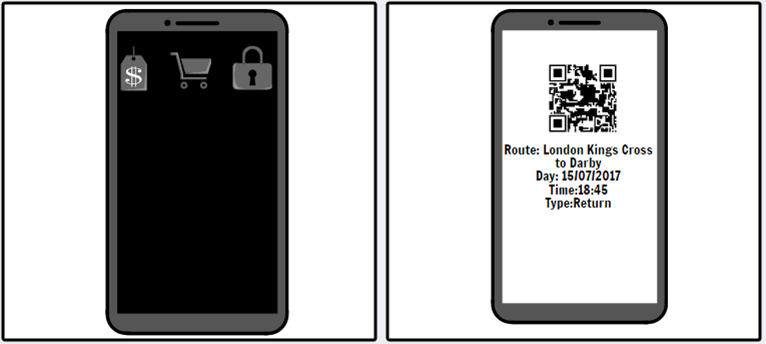 $
Route: London Kings Cross
to Darby
Day: 15/07/2017
Time:18:45
Type:Return